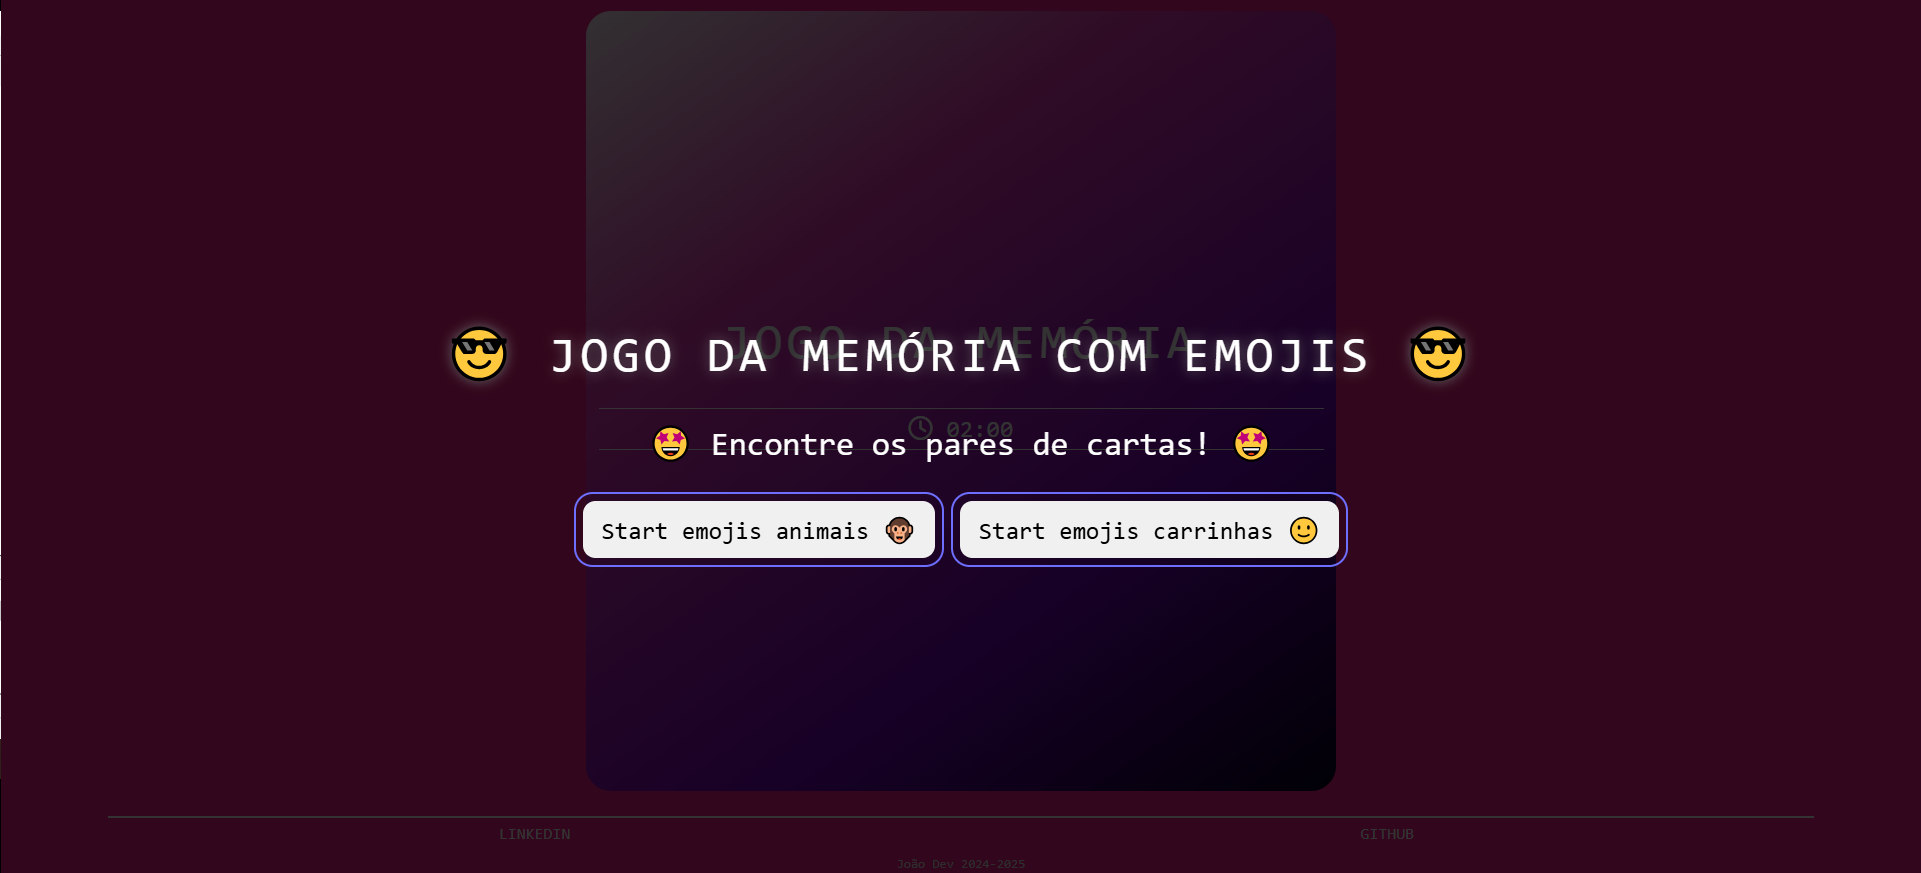 JOGO DA MEMÓRIA
😎 JOGO DA MEMÓRIA COM EMOJIS 😎
02:00
🤩 Encontre os pares de cartas! 🤩
Start emojis animais 🐵
Start emojis carrinhas 🙂
LINKEDIN
GITHUB
João Dev 2024-2025